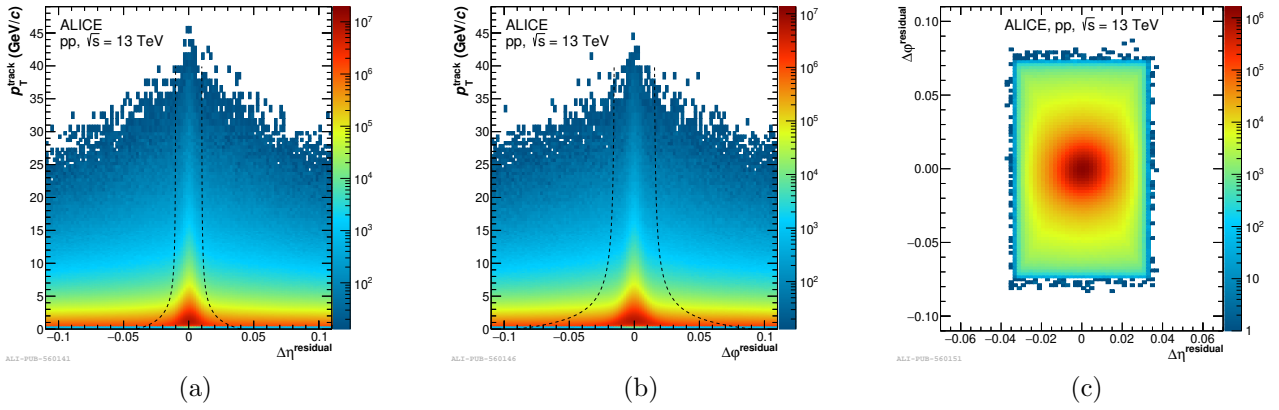 ALICE
pp, √s = 13 TeV
p_T^track (GeV/c)
45
40
35
30
25
20
15
10
5
0
−0.1 −0.05 0 0.05 0.1
Δη^residual
10^7
10^6
10^5
10^4
10^3
10^2
ALI-PUB-560141
(a)
ALICE
pp, √s = 13 TeV
p_T^track (GeV/c)
45
40
35
30
25
20
15
10
5
0
−0.1 −0.05 0 0.05 0.1
Δφ^residual
10^7
10^6
10^5
10^4
10^3
10^2
ALI-PUB-560146
(b)
ALICE, pp, √s = 13 TeV
Δφ^residual
0.10
0.05
0.00
−0.05
−0.10
−0.06 −0.04 −0.02 0.00 0.02 0.04 0.06
Δη^residual
10^6
10^5
10^4
10^3
10^2
10
1
ALI-PUB-560151
(c)